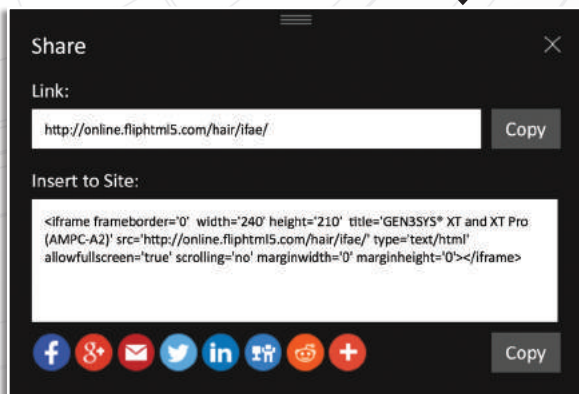 Share
Link:
http://online.fliphtml5.com/hair/ifae/
Copy
Insert to Site:
<iframe frameborder='0' width='240' height='210' title='GEN3SYS® XT and XT Pro
(AMPC-A2)' src='http://online.fliphtml5.com/hair/ifae/' type='text/html'
allowfullscreen='true' scrolling='no' marginwidth='0' marginheight='0'></iframe>
Copy